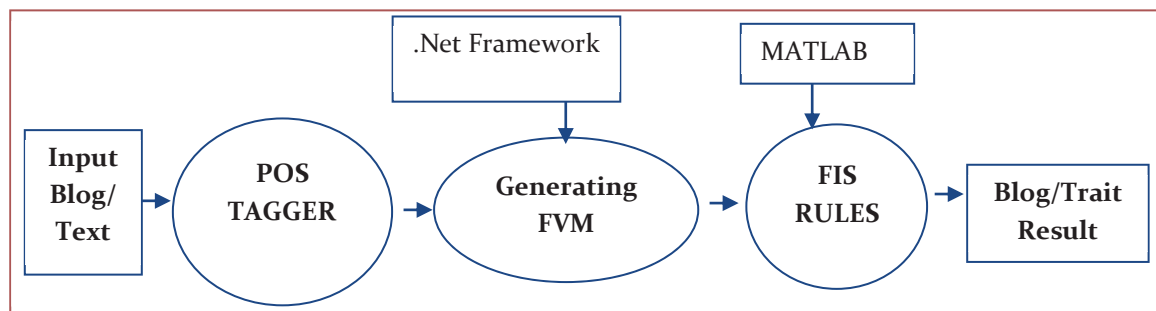 .Net Framework
MATLAB
Input
Blog/
Text
POS
TAGGER
Generating
FVM
FIS
RULES
Blog/Trait
Result